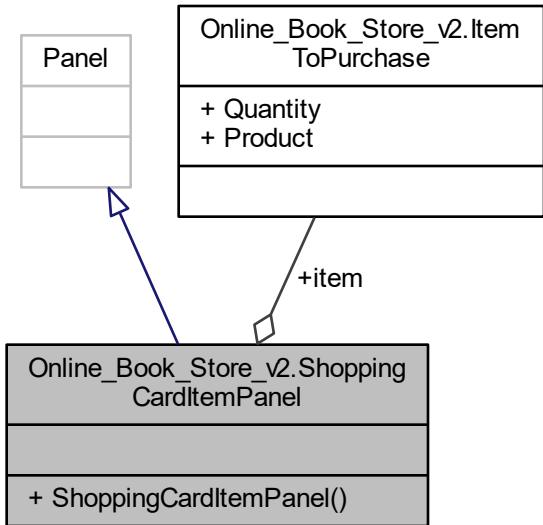 Panel
Online_Book_Store_v2.Item
ToPurchase
+ Quantity
+ Product
+item
Online_Book_Store_v2.Shopping
CardItemPanel
+ ShoppingCardItemPanel()